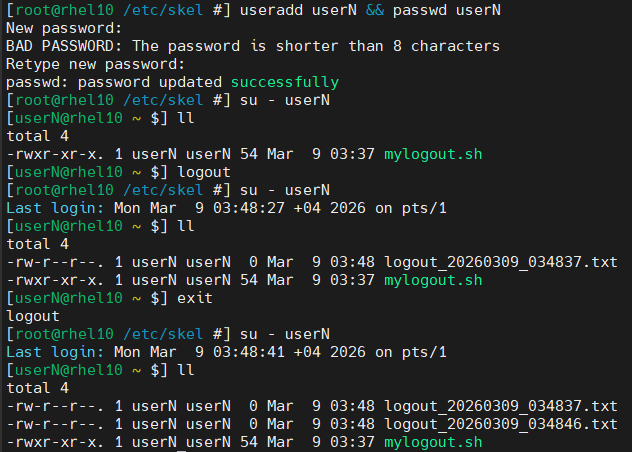 [root@rhel10 /etc/skel #] useradd userN && passwd userN
New password:
BAD PASSWORD: The password is shorter than 8 characters
Retype new password:
passwd: password updated successfully
[root@rhel10 /etc/skel #] su - userN
[userN@rhel10 ~ $] ll
total 4
-rwxr-xr-x. 1 userN userN 54 Mar  9 03:37 mylogout.sh
[userN@rhel10 ~ $] logout
[root@rhel10 /etc/skel #] su - userN
Last login: Mon Mar  9 03:48:27 +04 2026 on pts/1
[userN@rhel10 ~ $] ll
total 4
-rw-r--r--. 1 userN userN  0 Mar  9 03:48 logout_20260309_034837.txt
-rwxr-xr-x. 1 userN userN 54 Mar  9 03:37 mylogout.sh
[userN@rhel10 ~ $] exit
logout
[root@rhel10 /etc/skel #] su - userN
Last login: Mon Mar  9 03:48:41 +04 2026 on pts/1
[userN@rhel10 ~ $] ll
total 4
-rw-r--r--. 1 userN userN  0 Mar  9 03:48 logout_20260309_034837.txt
-rw-r--r--. 1 userN userN  0 Mar  9 03:48 logout_20260309_034846.txt
-rwxr-xr-x. 1 userN userN 54 Mar  9 03:37 mylogout.sh